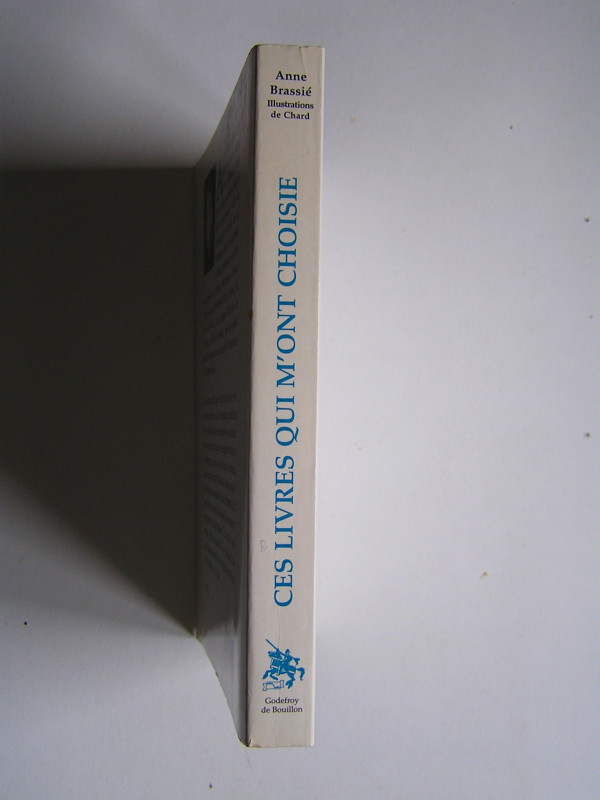 Anne
Brassié
Illustrations
de Chard
CES LIVRES QUI M'ONT CHOISIE
Godefroy
de Bouillon